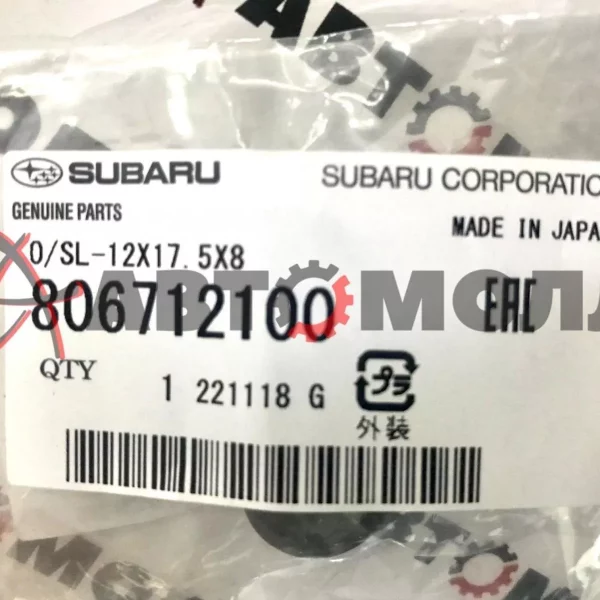 SUBARU SUBARU CORPORATIO
GENUINE PARTS
MADE IN JAPA
O/SL-12X17.5X8
806712100 EAC
АВТОМОЛЛ
QTY 1 221118 G プラ
外装